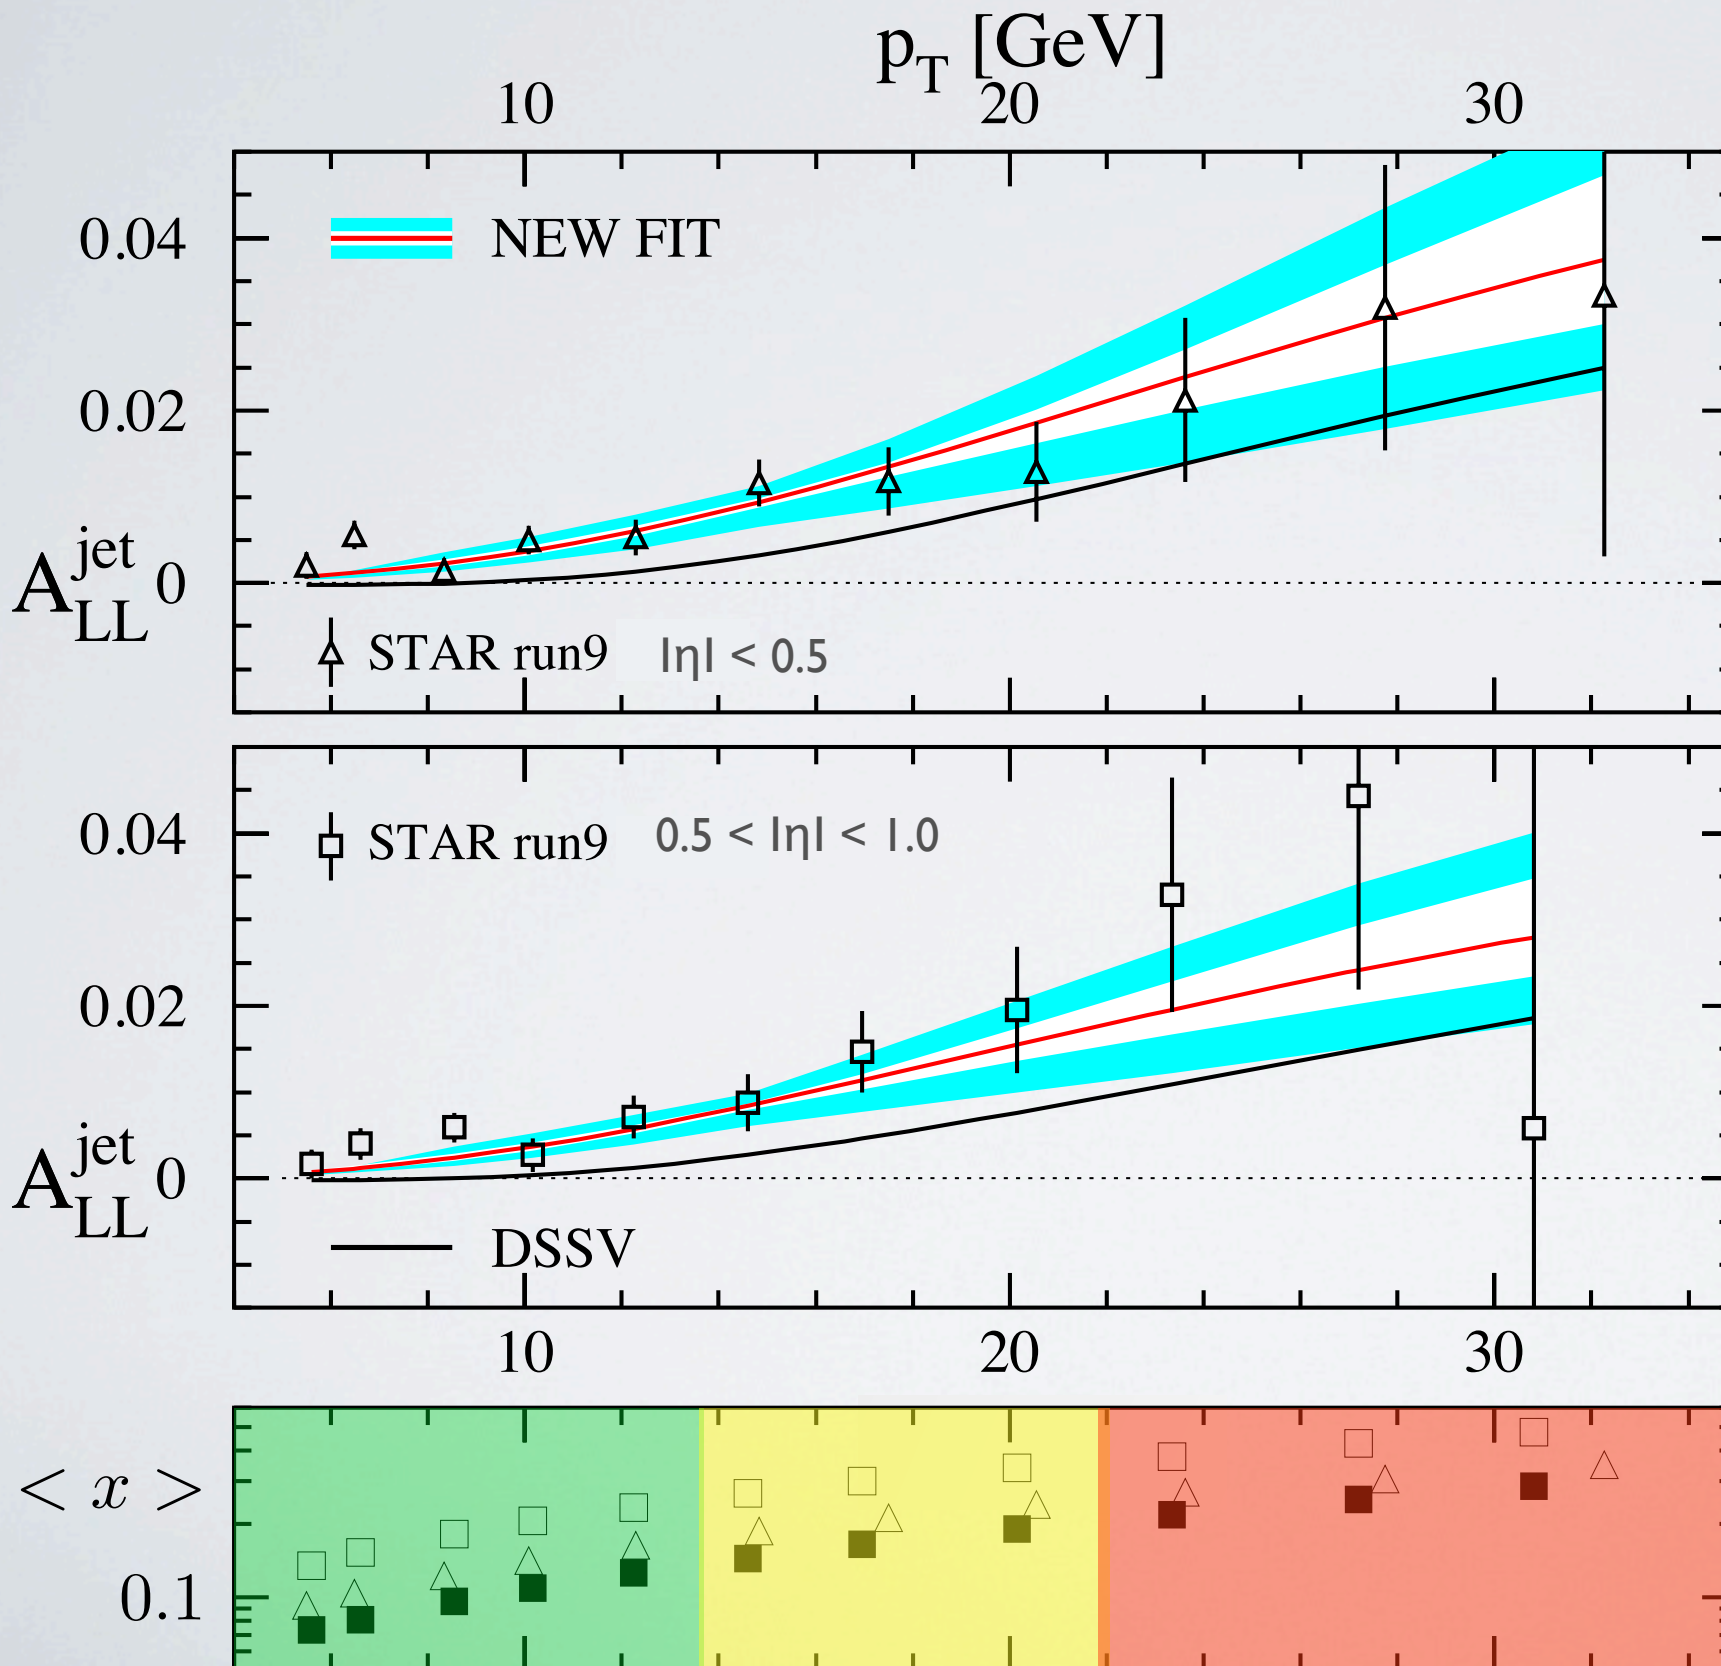 p_T [GeV]
10 20 30
0.04
NEW FIT
0.02
A_LL^jet 0
STAR run9 |η| < 0.5
0.04
STAR run9 0.5 < |η| < 1.0
0.02
A_LL^jet 0
DSSV
10 20 30
< x >
0.1